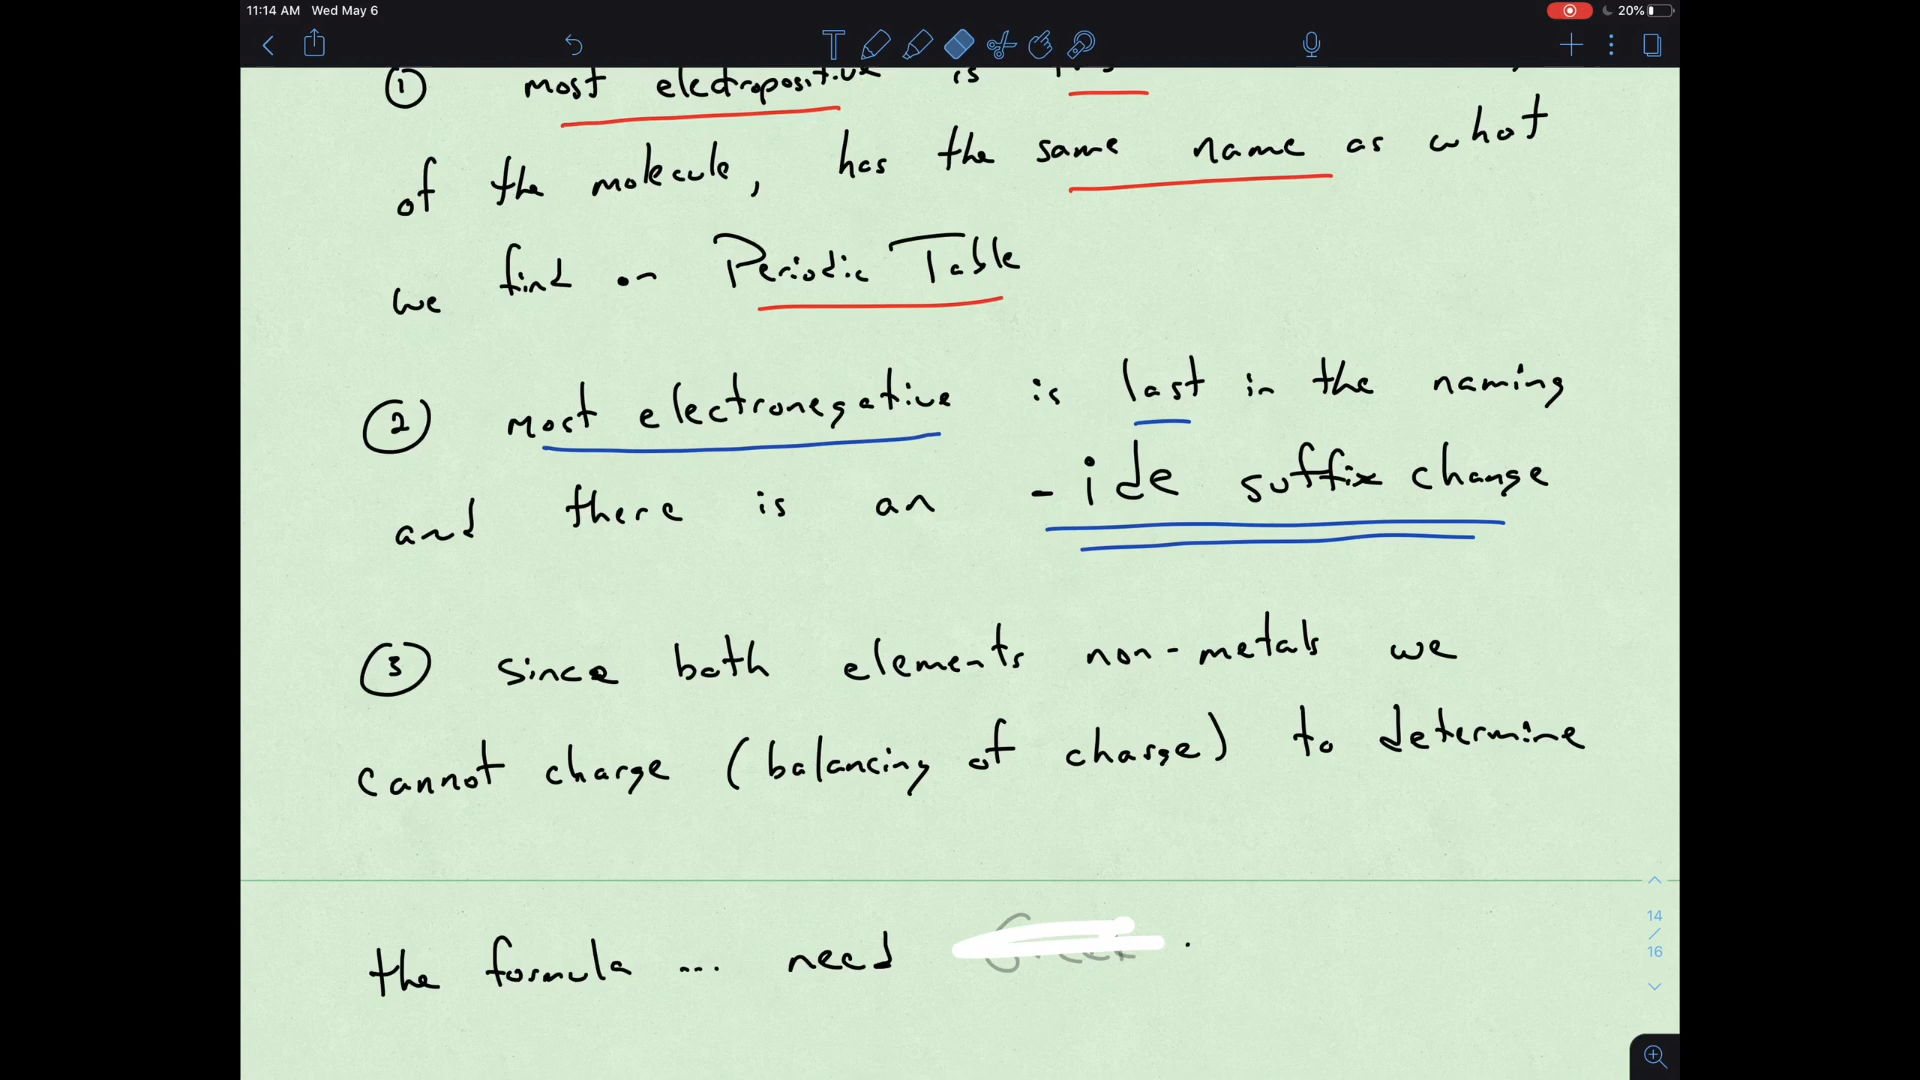 11:14 AM Wed May 6
20%
① most electropositive is
of the molecule, has the same name as what
we find on Periodic Table
② most electronegative is last in the naming
and there is an -ide suffix change
③ since both elements non-metals we
cannot charge (balancing of charge) to determine
the formula ... need
14
/
16